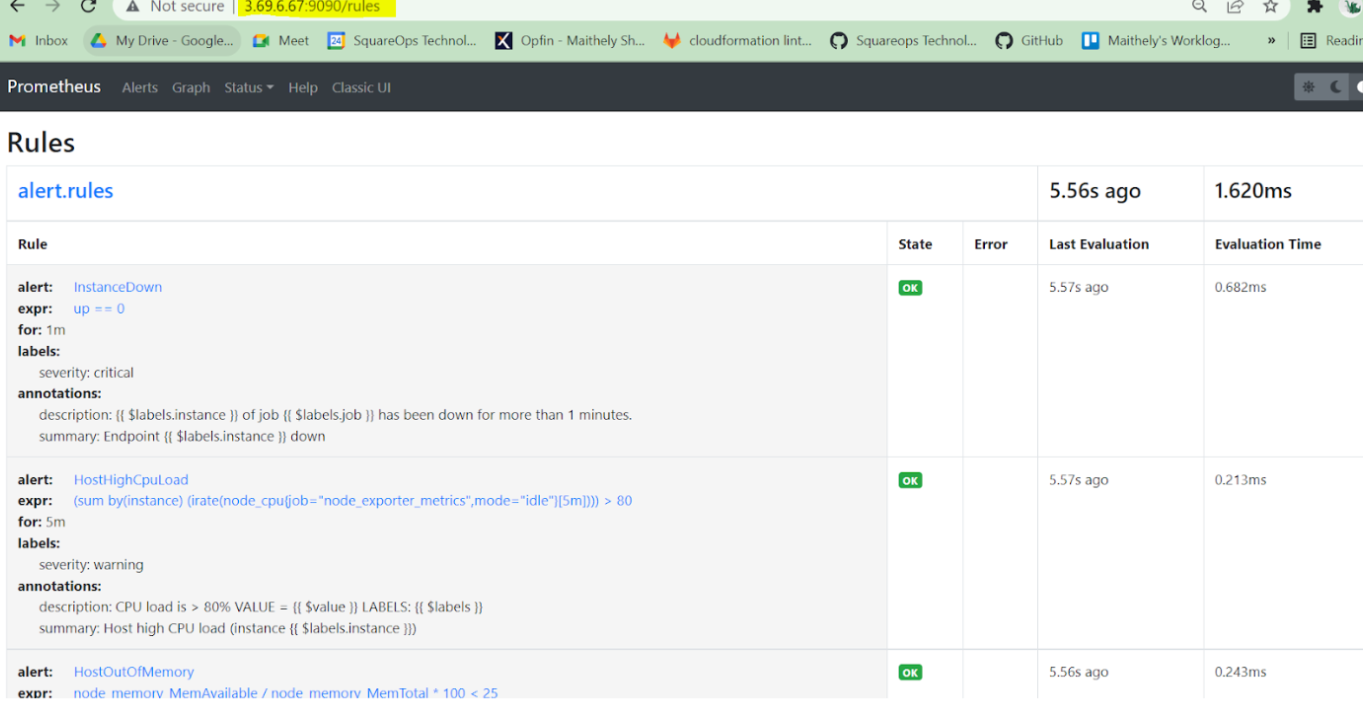 Not secure | 3.69.6.67:9090/rules
Inbox My Drive - Google... Meet SquareOps Technol... Opfin - Maithely Sh... cloudformation lint... Squareops Technol... GitHub Maithely's Worklog... » Readin
Prometheus Alerts Graph Status Help Classic UI
Rules
alert.rules 5.56s ago 1.620ms
Rule State Error Last Evaluation Evaluation Time
alert: InstanceDown OK 5.57s ago 0.682ms
expr: up == 0
for: 1m
labels:
severity: critical
annotations:
description: {{ $labels.instance }} of job {{ $labels.job }} has been down for more than 1 minutes.
summary: Endpoint {{ $labels.instance }} down
alert: HostHighCpuLoad OK 5.57s ago 0.213ms
expr: (sum by(instance) (irate(node_cpu{job="node_exporter_metrics",mode="idle"}[5m]))) > 80
for: 5m
labels:
severity: warning
annotations:
description: CPU load is > 80% VALUE = {{ $value }} LABELS: {{ $labels }}
summary: Host high CPU load (instance {{ $labels.instance }})
alert: HostOutOfMemory OK 5.56s ago 0.243ms
expr: node_memory_MemAvailable / node_memory_MemTotal * 100 < 25